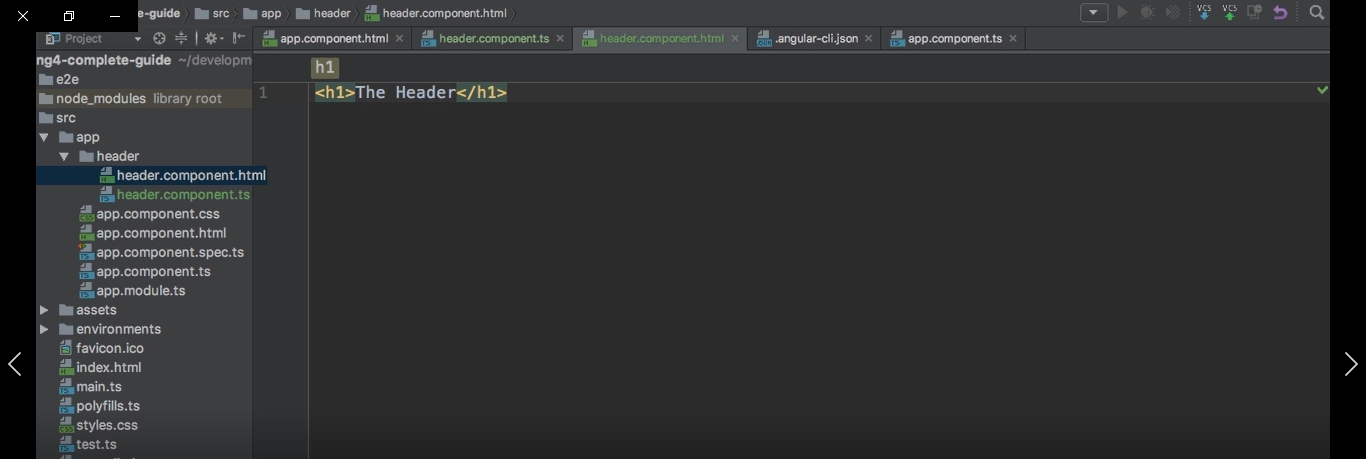 e-guide src app header header.component.html
VCS VCS
Project
app.component.html header.component.ts header.component.html .angular-cli.json app.component.ts
ng4-complete-guide ~/developm
h1
e2e
1 <h1>The Header</h1>
node_modules library root
src
app
header
header.component.html
header.component.ts
app.component.css
app.component.html
app.component.spec.ts
app.component.ts
app.module.ts
assets
environments
favicon.ico
index.html
main.ts
polyfills.ts
styles.css
test.ts